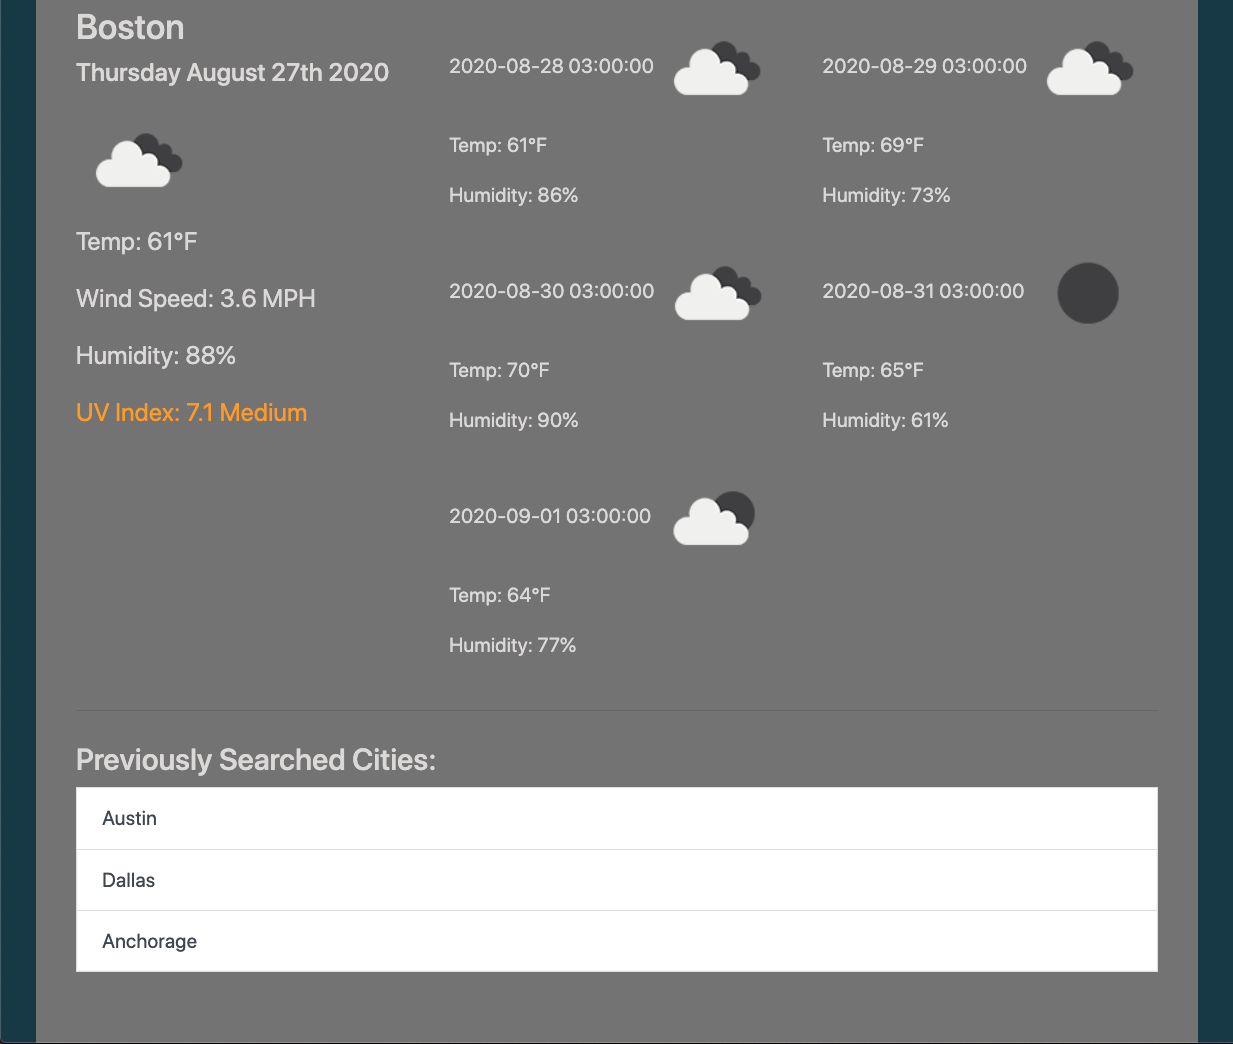 Boston
Thursday August 27th 2020
Temp: 61°F
Wind Speed: 3.6 MPH
Humidity: 88%
UV Index: 7.1 Medium
2020-08-28 03:00:00
Temp: 61°F
Humidity: 86%
2020-08-29 03:00:00
Temp: 69°F
Humidity: 73%
2020-08-30 03:00:00
Temp: 70°F
Humidity: 90%
2020-08-31 03:00:00
Temp: 65°F
Humidity: 61%
2020-09-01 03:00:00
Temp: 64°F
Humidity: 77%
Previously Searched Cities:
Austin
Dallas
Anchorage